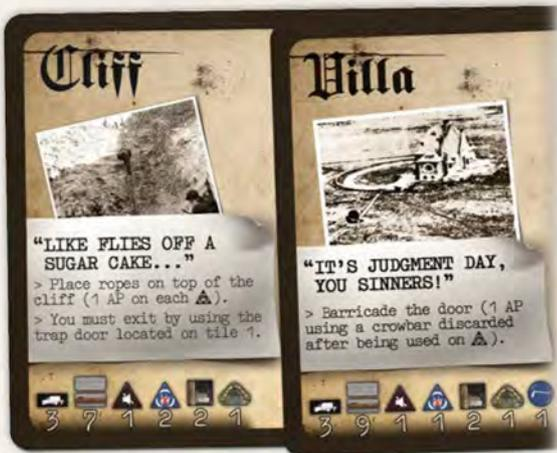 Cliff
"LIKE FLIES OFF A
SUGAR CAKE..."
> Place ropes on top of the
cliff (1 AP on each ).
> You must exit by using the
trap door located on tile 1.
3 7 1 2 2 1
Villa
"IT'S JUDGMENT DAY,
YOU SINNERS!"
> Barricade the door (1 AP
using a crowbar discarded
after being used on ).
3 9 1 1 1 1 1